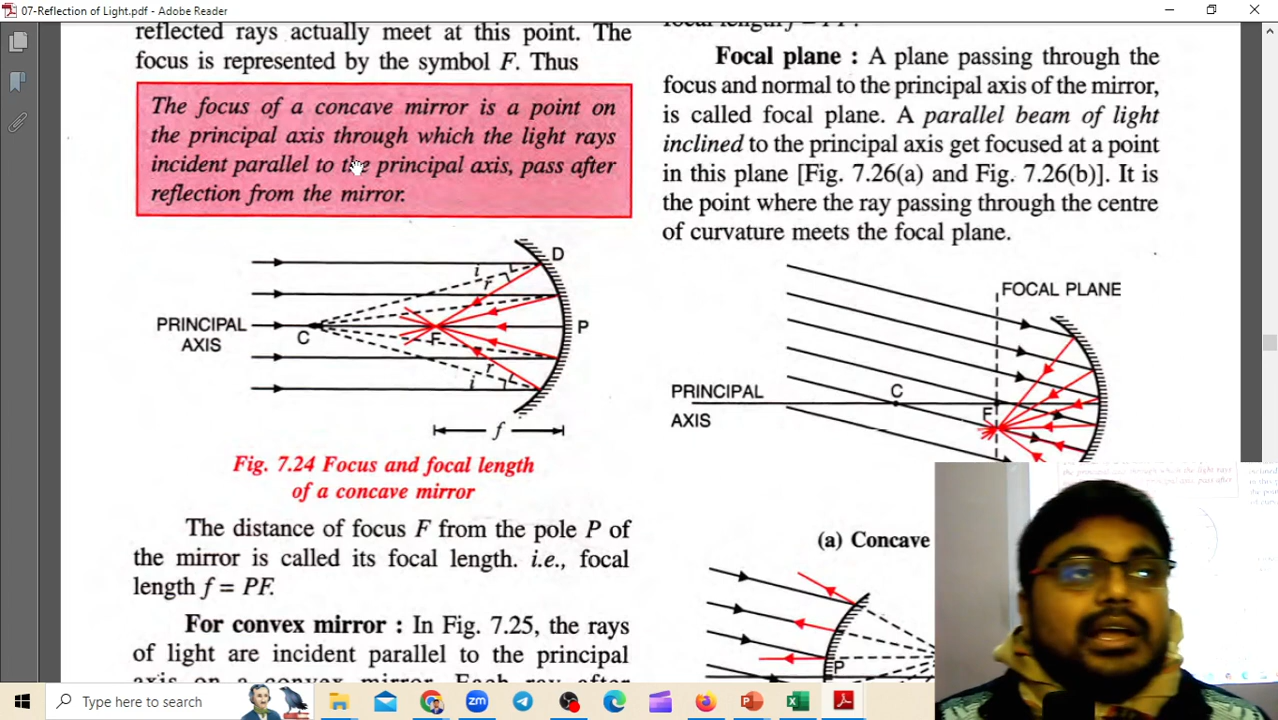 07-Reflection of Light.pdf - Adobe Reader
reflected rays actually meet at this point. The
focus is represented by the symbol F. Thus
The focus of a concave mirror is a point on
the principal axis through which the light rays
incident parallel to the principal axis, pass after
reflection from the mirror.
D
i
r
PRINCIPAL
AXIS
C
F
P
r
i
f
Fig. 7.24 Focus and focal length
of a concave mirror
The distance of focus F from the pole P of
the mirror is called its focal length. i.e., focal
length f = PF.
For convex mirror : In Fig. 7.25, the rays
of light are incident parallel to the principal
Focal plane : A plane passing through the
focus and normal to the principal axis of the mirror,
is called focal plane. A parallel beam of light
inclined to the principal axis get focused at a point
in this plane [Fig. 7.26(a) and Fig. 7.26(b)]. It is
the point where the ray passing through the centre
of curvature meets the focal plane.
FOCAL PLANE
PRINCIPAL
AXIS
C
F
(a) Concave
P
Type here to search
zm